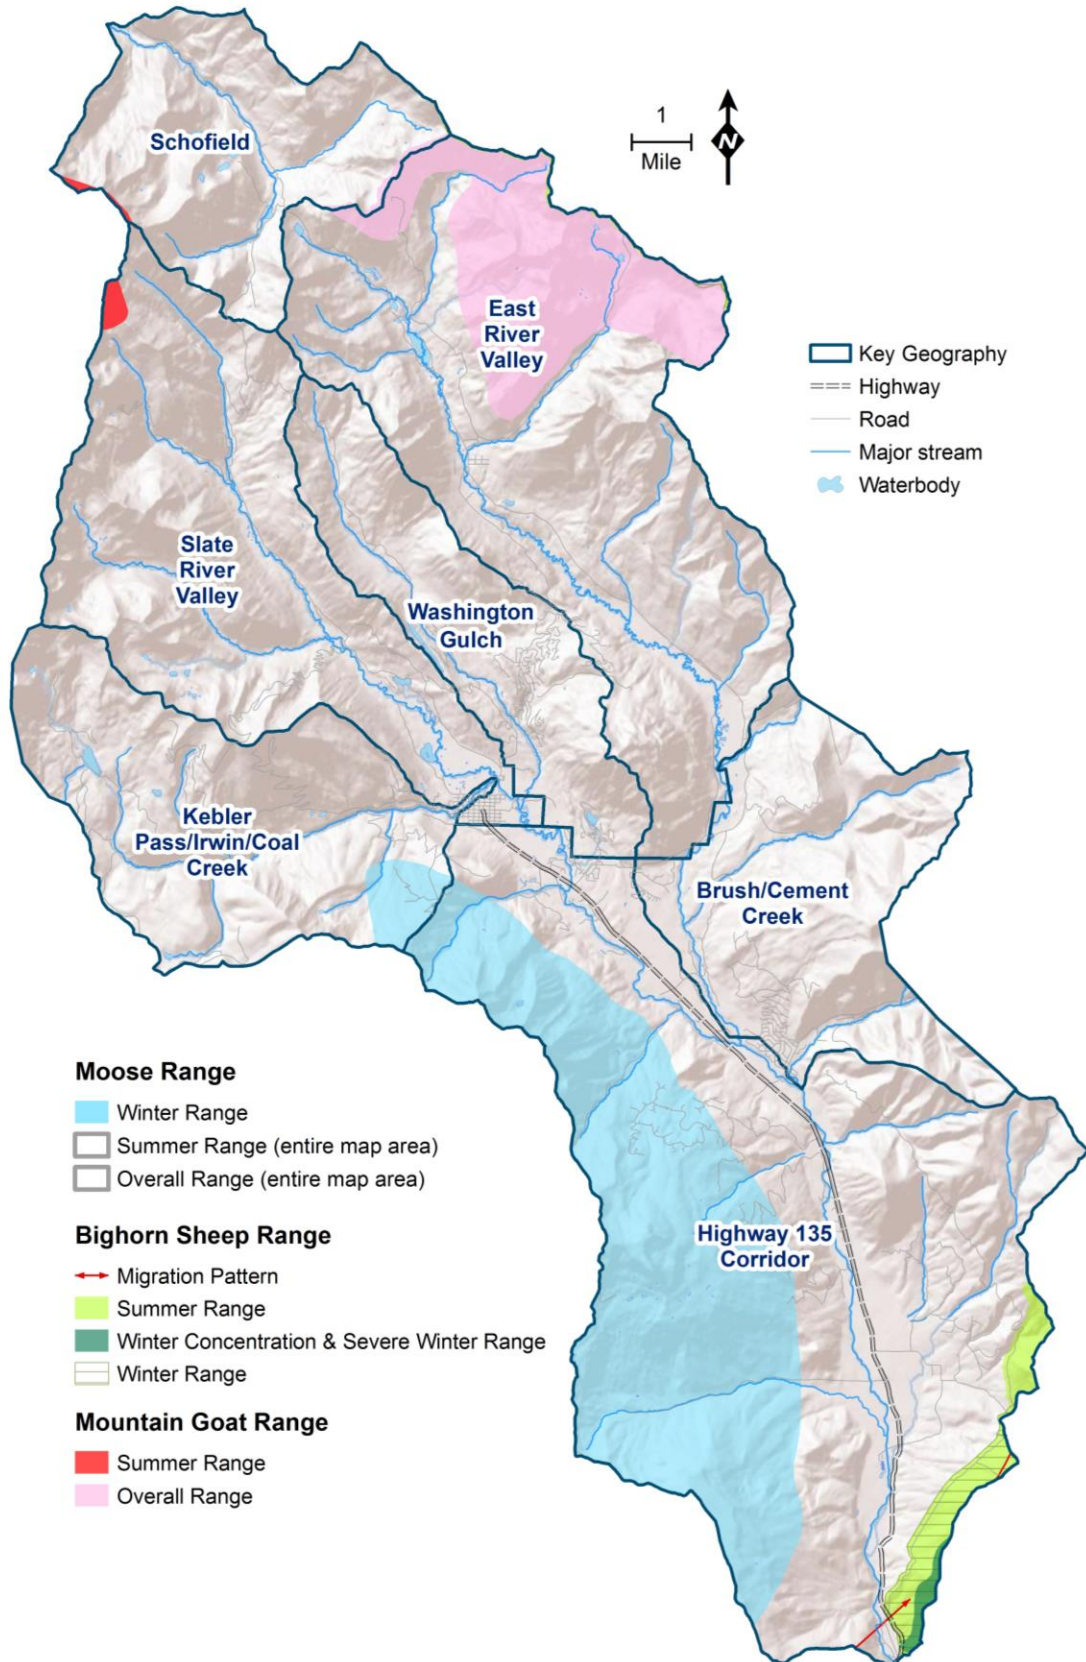 Schofield
1
Mile
N
East
River
Valley
Key Geography
Highway
Road
Major stream
Waterbody
Slate
River
Valley
Washington
Gulch
Kebler
Pass/Irwin/Coal
Creek
Brush/Cement
Creek
Moose Range
Winter Range
Summer Range (entire map area)
Overall Range (entire map area)
Highway 135
Corridor
Bighorn Sheep Range
Migration Pattern
Summer Range
Winter Concentration & Severe Winter Range
Winter Range
Mountain Goat Range
Summer Range
Overall Range